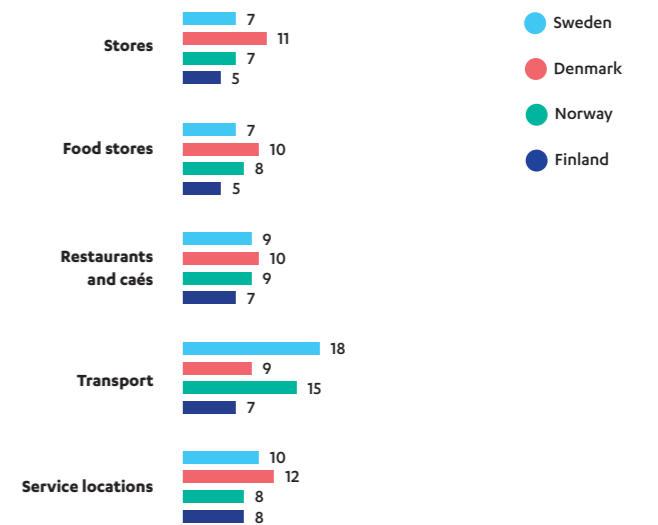 7
Stores
11
7
5
7
Food stores
10
8
5
9
Restaurants
and caés
10
9
7
18
Transport
9
15
7
10
Service locations
12
8
8
Sweden
Denmark
Norway
Finland